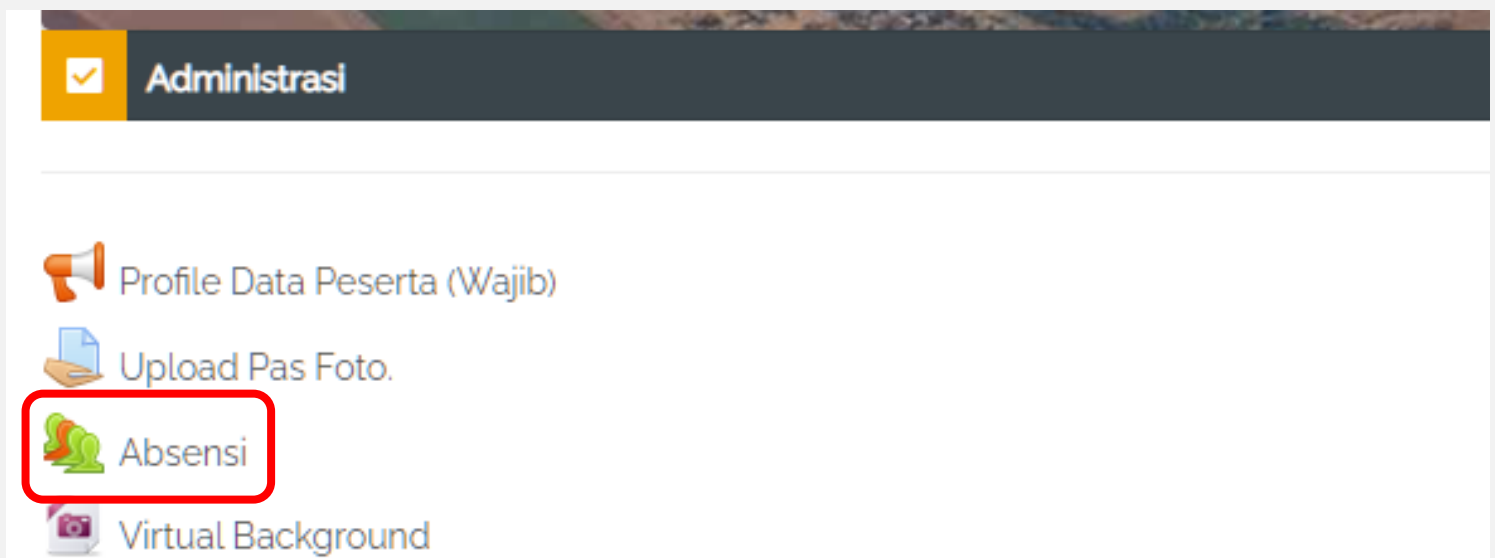 Administrasi
Profile Data Peserta (Wajib)
Upload Pas Foto.
Absensi
Virtual Background